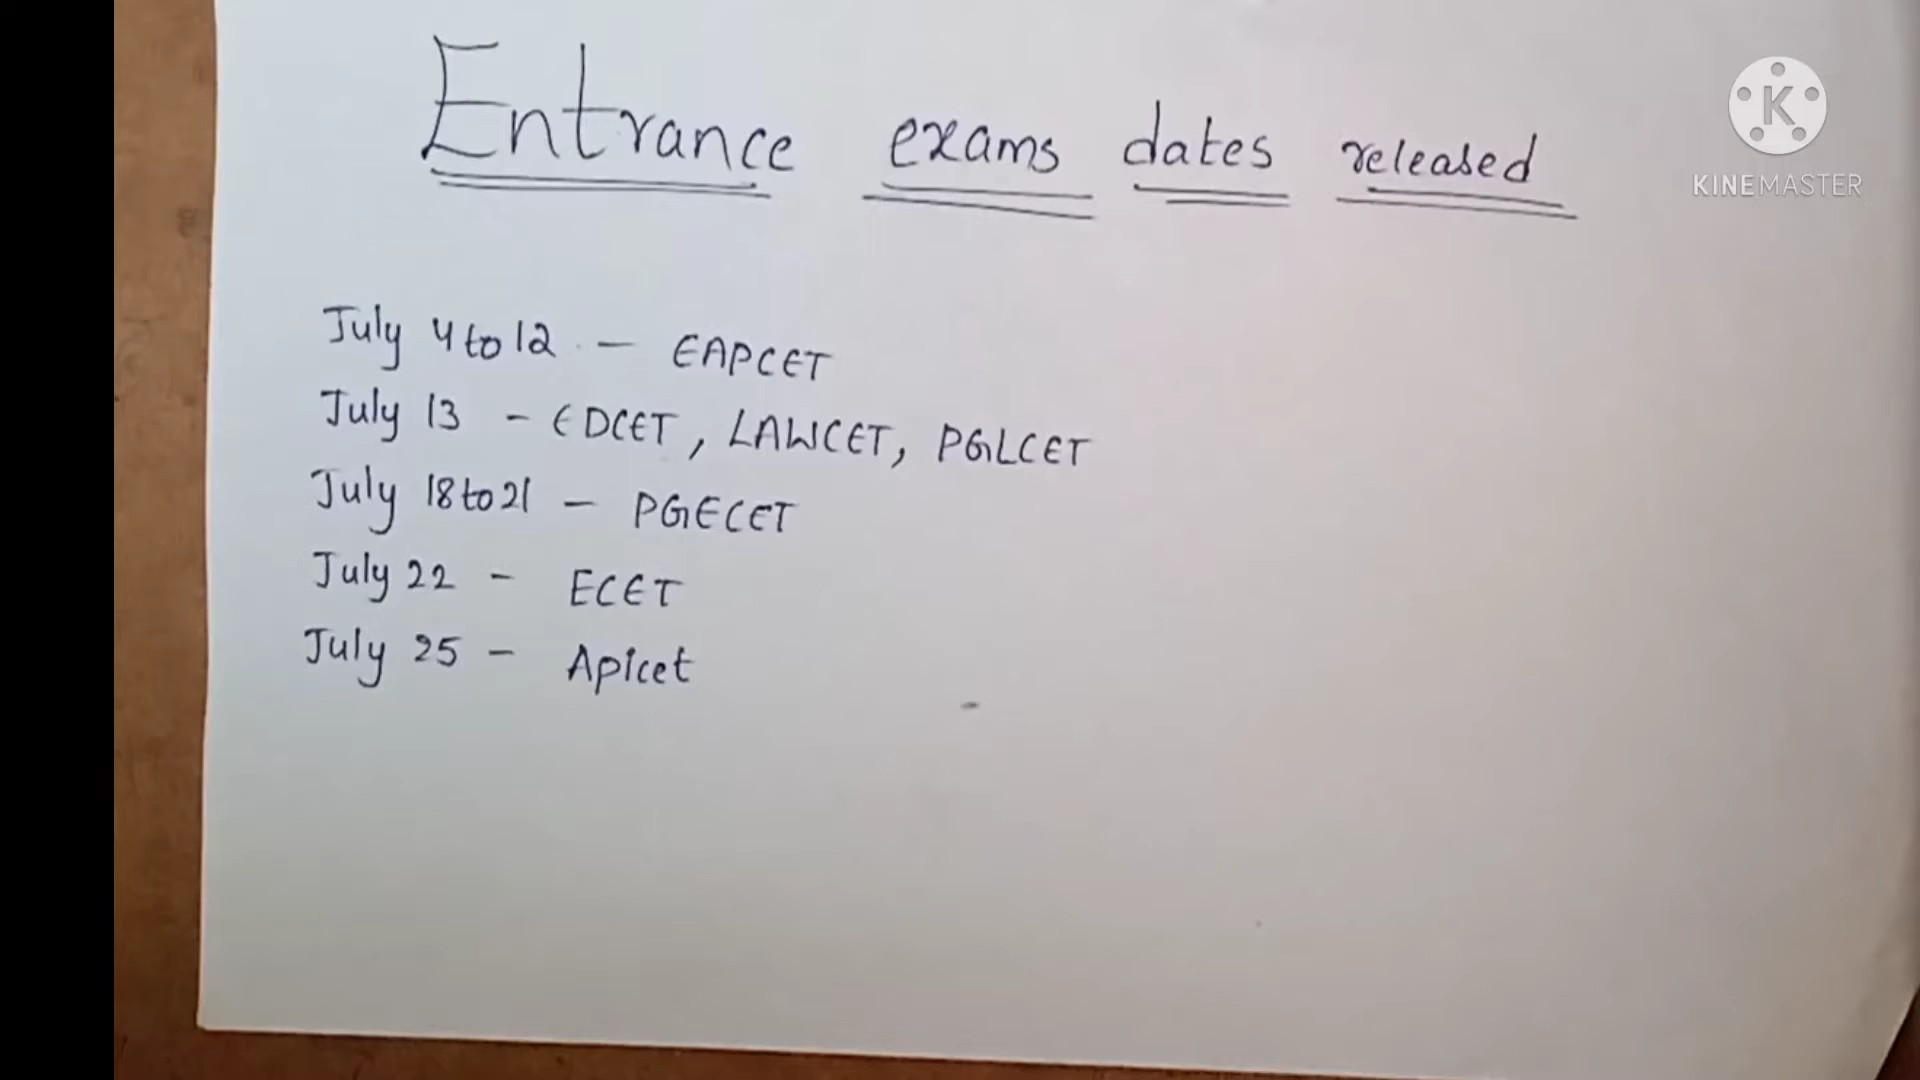 Entrance exams dates released
K
KINEMASTER
July 4 to 12 - EAPCET
July 13 - EDCET, LAWCET, PGLCET
July 18 to 21 - PGECET
July 22 - ECET
July 25 - Apicet